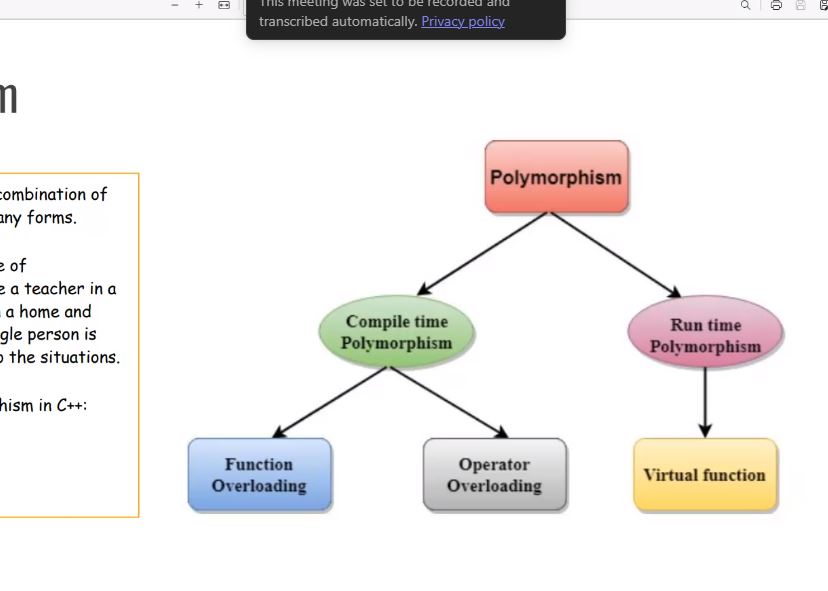 This meeting was set to be recorded and
transcribed automatically. Privacy policy
m
combination of
any forms.
e of
e a teacher in a
a home and
gle person is
o the situations.
hism in C++:
Polymorphism
Compile time
Polymorphism
Run time
Polymorphism
Function
Overloading
Operator
Overloading
Virtual function